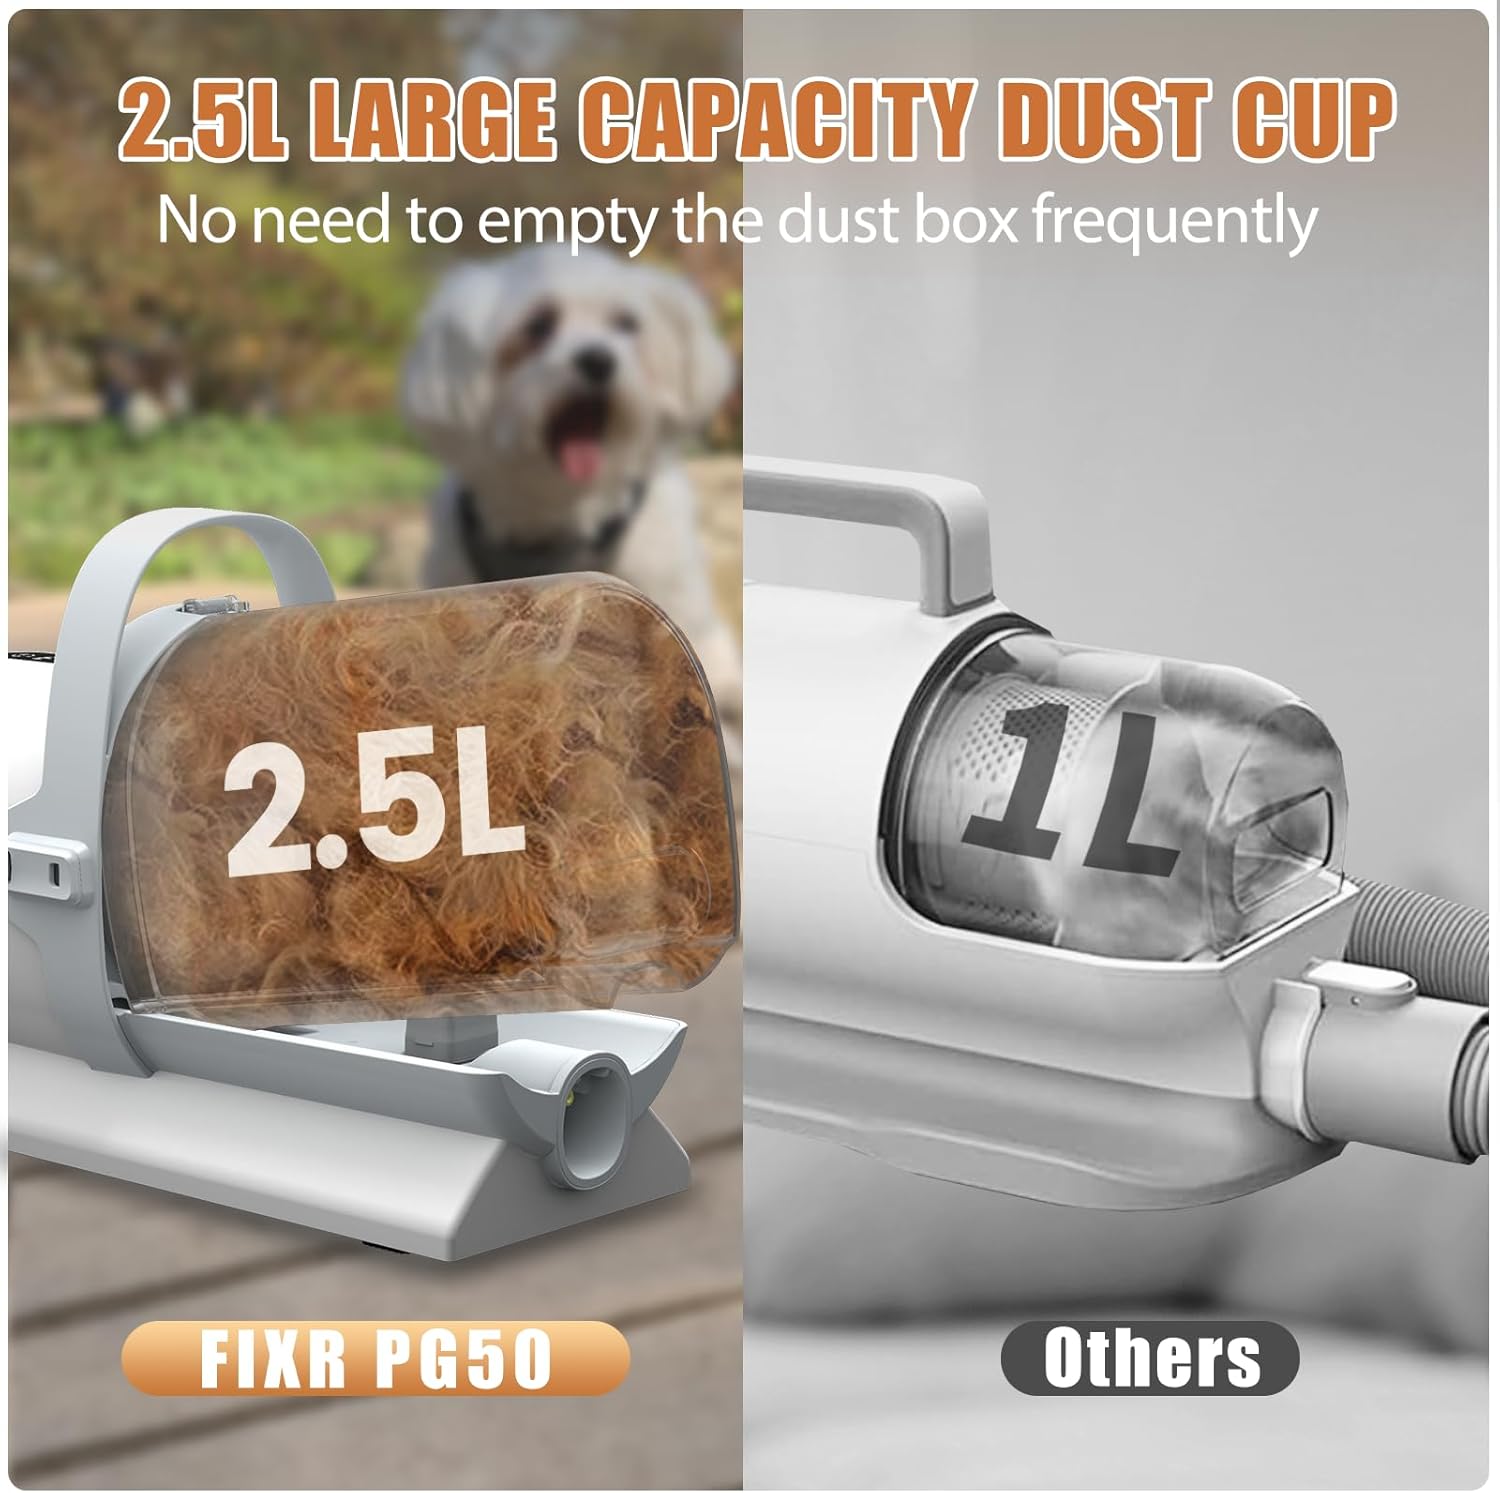 2.5L LARGE CAPACITY DUST CUP
No need to empty the dust box frequently
2.5L
1L
FIXR PG50
Others